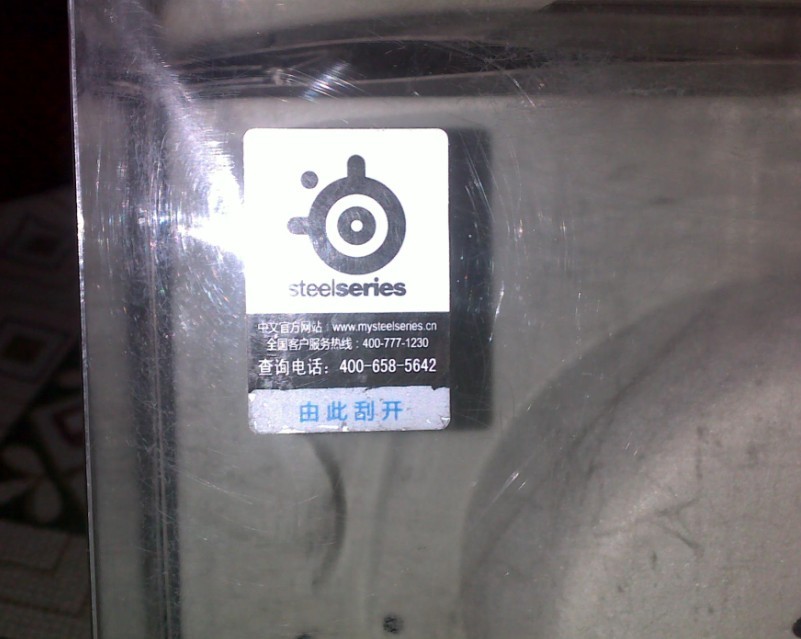 steelseries
中文官方网站：www.mysteelseries.cn
全国客户服务热线：400-777-1230
查询电话：400-658-5642
由此刮开